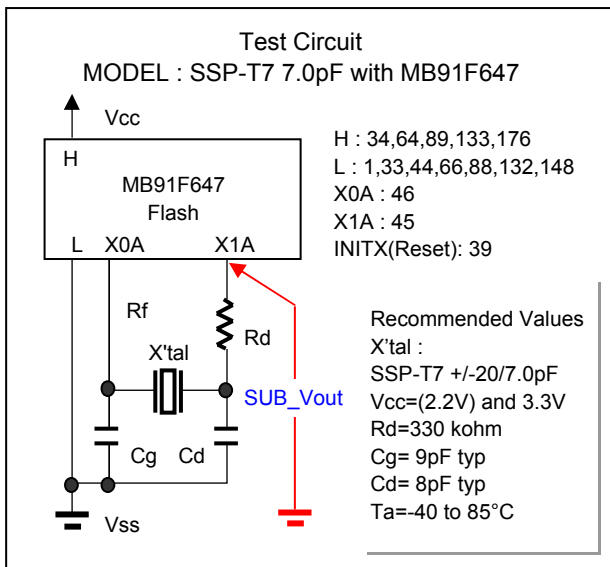 Test Circuit
MODEL : SSP-T7 7.0pF with MB91F647
Vcc
H
MB91F647
Flash
L X0A X1A
H : 34,64,89,133,176
L : 1,33,44,66,88,132,148
X0A : 46
X1A : 45
INITX(Reset): 39
Rf
Rd
X'tal
SUB_Vout
Cg Cd
Vss
Recommended Values
X'tal :
SSP-T7 +/-20/7.0pF
Vcc=(2.2V) and 3.3V
Rd=330 kohm
Cg= 9pF typ
Cd= 8pF typ
Ta=-40 to 85°C